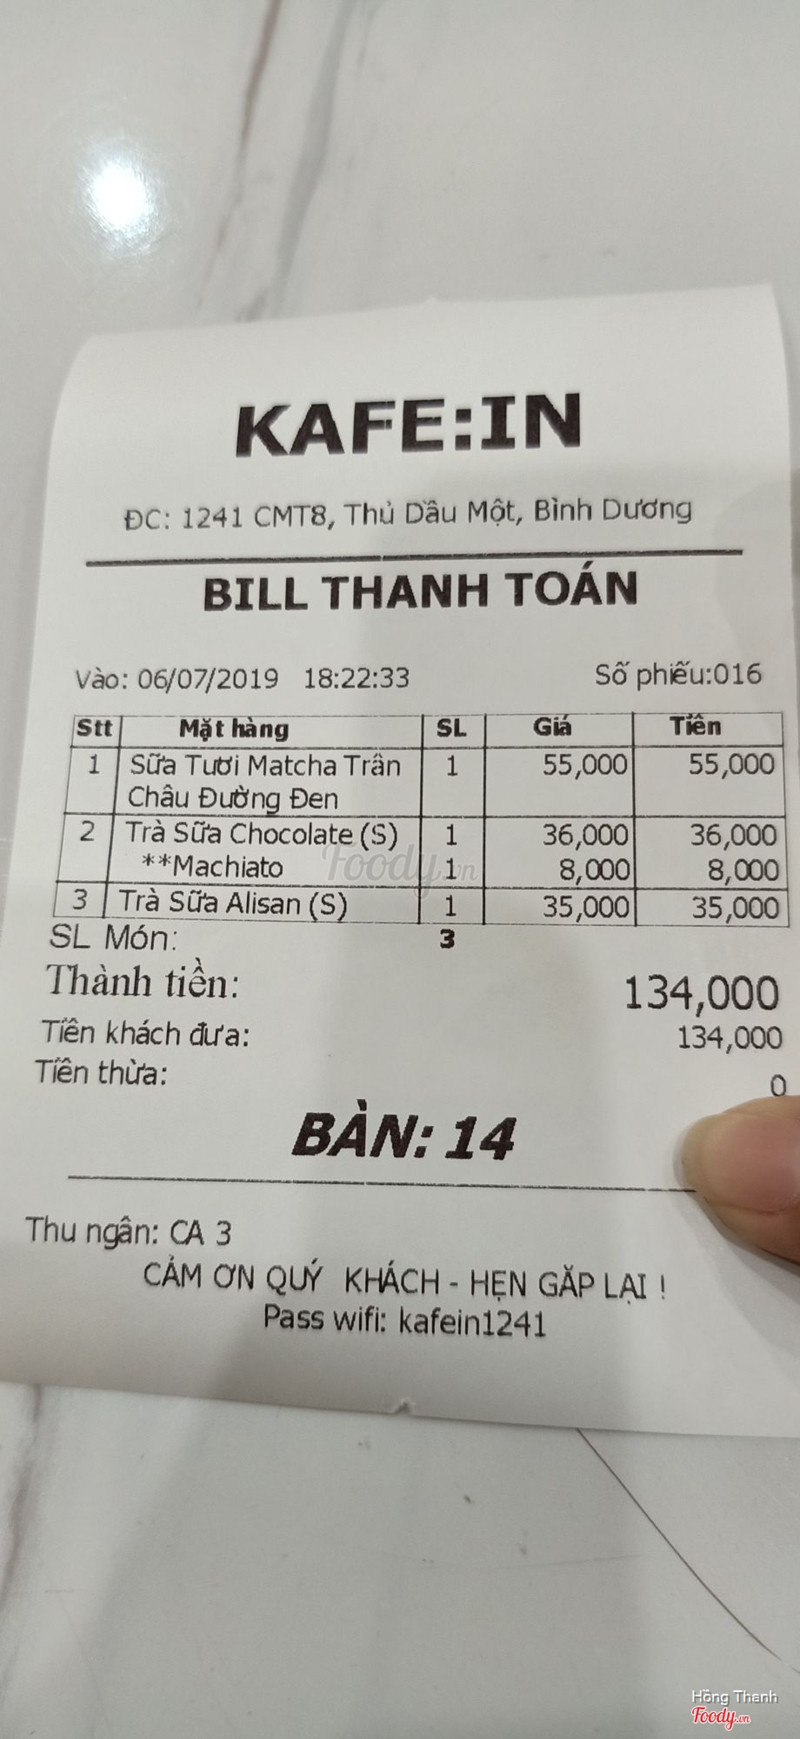 KAFE:IN
ĐC: 1241 CMT8, Thủ Dầu Một, Bình Dương
BILL THANH TOÁN
Vào: 06/07/2019 18:22:33 Số phiếu:016
Stt Mặt hàng SL Giá Tiền
1 Sữa Tươi Matcha Trân 1 55,000 55,000
Châu Đường Đen
2 Trà Sữa Chocolate (S) 1 36,000 36,000
**Machiato 1 8,000 8,000
3 Trà Sữa Alisan (S) 1 35,000 35,000
SL Món: 3
Thành tiền: 134,000
Tiền khách đưa: 134,000
Tiền thừa: 0
BÀN: 14
Thu ngân: CA 3
CẢM ƠN QUÝ KHÁCH - HẸN GẶP LẠI !
Pass wifi: kafein1241
Foody.vn
Hồng Thanh
Foody.vn